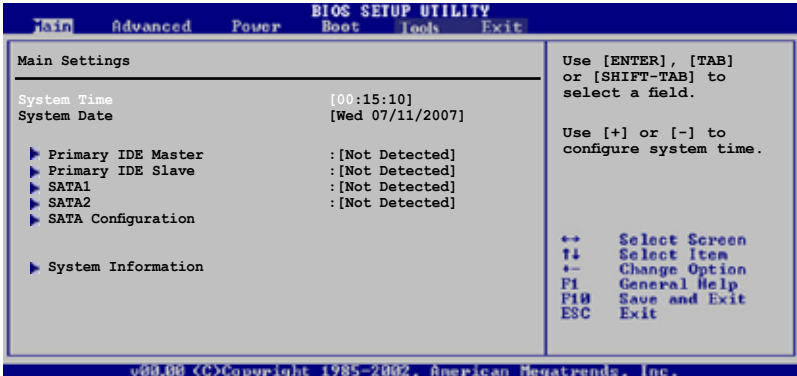 BIOS SETUP UTILITY
Main Advanced Power Boot Tools Exit
Main Settings
System Time [00:15:10]
System Date [Wed 07/11/2007]
Primary IDE Master :[Not Detected]
Primary IDE Slave :[Not Detected]
SATA1 :[Not Detected]
SATA2 :[Not Detected]
SATA Configuration
System Information
Use [ENTER], [TAB]
or [SHIFT-TAB] to
select a field.
Use [+] or [-] to
configure system time.
↔ Select Screen
↑↓ Select Item
+- Change Option
F1 General Help
F10 Save and Exit
ESC Exit
v00.00 (C)Copyright 1985-2002, American Megatrends, Inc.